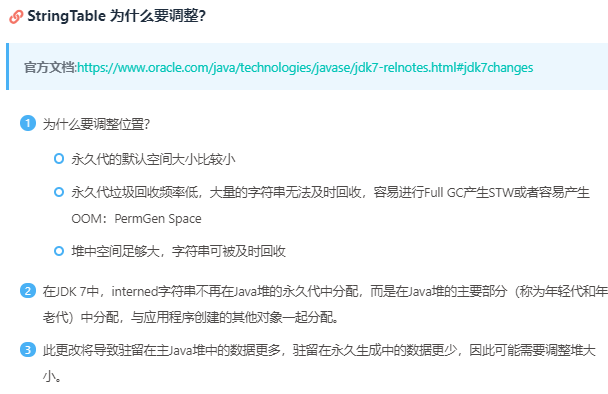 StringTable 为什么要调整？
官方文档:https://www.oracle.com/java/technologies/javase/jdk7-relnotes.html#jdk7changes
1 为什么要调整位置？
永久代的默认空间大小比较小
永久代垃圾回收频率低，大量的字符串无法及时回收，容易进行Full GC产生STW或者容易产生
OOM：PermGen Space
堆中空间足够大，字符串可被及时回收
2 在JDK 7中，interned字符串不再在Java堆的永久代中分配，而是在Java堆的主要部分（称为年轻代和年
老代）中分配，与应用程序创建的其他对象一起分配。
3 此更改将导致驻留在主Java堆中的数据更多，驻留在永久生成中的数据更少，因此可能需要调整堆大
小。